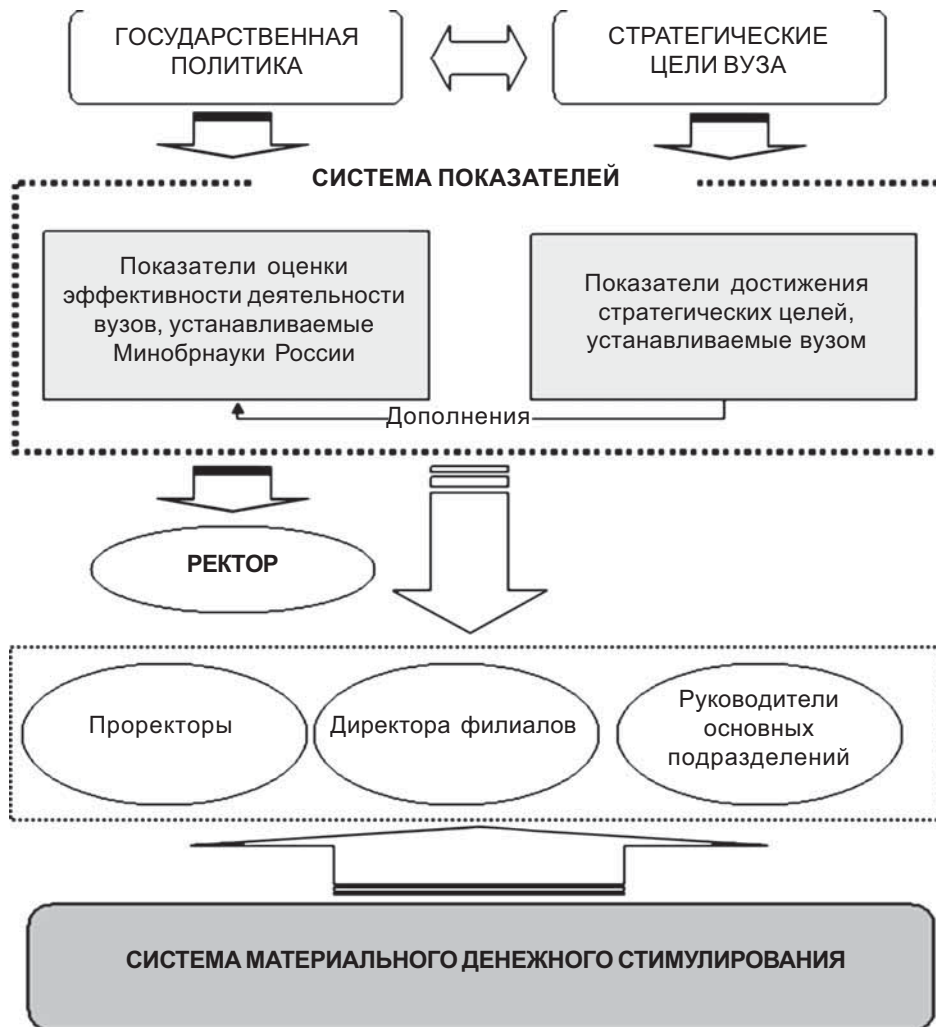 ГОСУДАРСТВЕННАЯ
ПОЛИТИКА
СТРАТЕГИЧЕСКИЕ
ЦЕЛИ ВУЗА
СИСТЕМА ПОКАЗАТЕЛЕЙ
Показатели оценки
эффективности деятельности
вузов, устанавливаемые
Минобрнауки России
Показатели достижения
стратегических целей,
устанавливаемые вузом
Дополнения
РЕКТОР
Проректоры
Директора филиалов
Руководители
основных
подразделений
СИСТЕМА МАТЕРИАЛЬНОГО ДЕНЕЖНОГО СТИМУЛИРОВАНИЯ